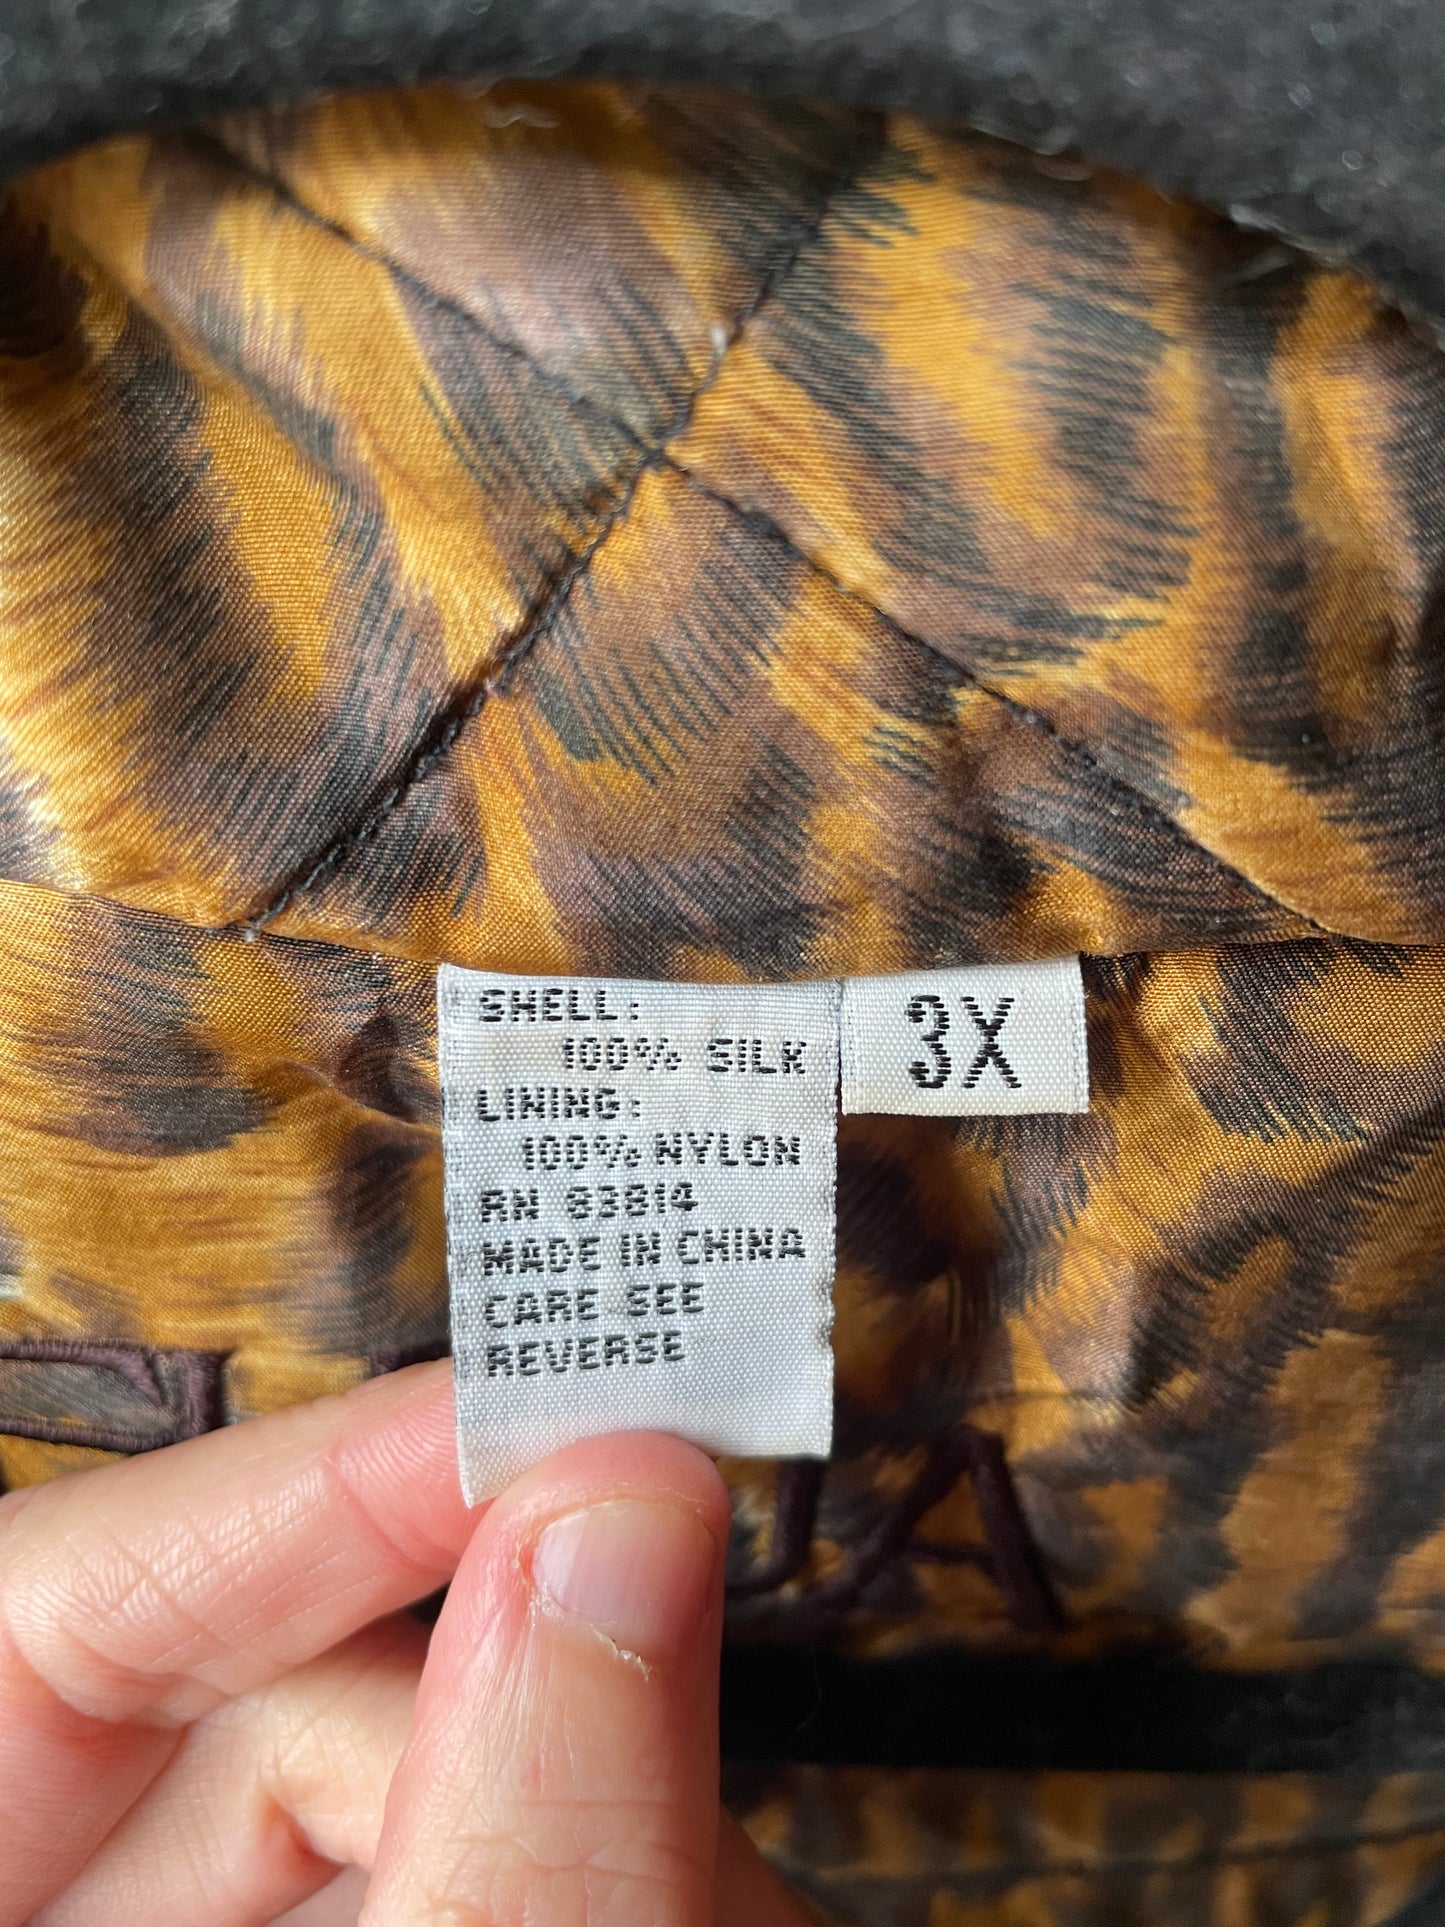 SHELL:
100% SILK
LINING:
100% NYLON
RN 83814
MADE IN CHINA
CARE SEE
REVERSE
3X